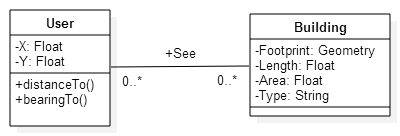 User
-X: Float
-Y: Float
+distanceTo()
+bearingTo()
+See
0..*
0..*
Building
-Footprint: Geometry
-Length: Float
-Area: Float
-Type: String